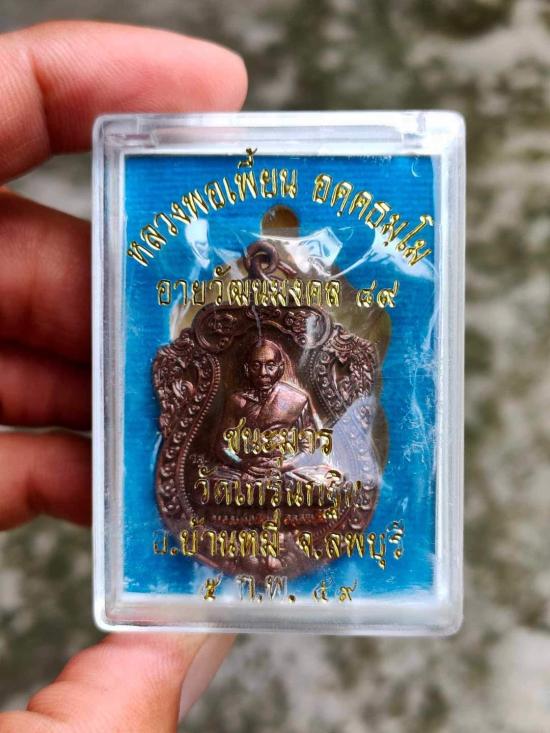 หลวงพ่อเพี้ยน อคฺคธมฺโม
อายุวัฒนมงคล ๘๙
ชนะมาร
วัดเกริ่นกฐิน
อ.บ้านหมี่ จ.ลพบุรี
๕ ก.พ. ๕๙